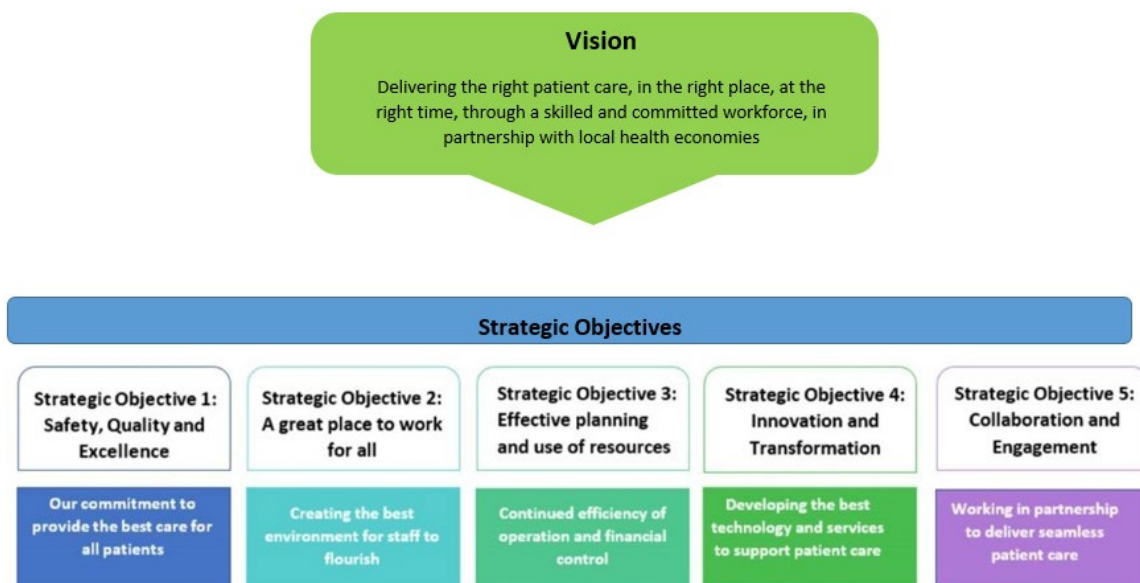 Vision
Delivering the right patient care, in the right place, at the
right time, through a skilled and committed workforce, in
partnership with local health economies
Strategic Objectives
Strategic Objective 1:
Safety, Quality and
Excellence
Our commitment to
provide the best care for
all patients
Strategic Objective 2:
A great place to work
for all
Creating the best
environment for staff to
flourish
Strategic Objective 3:
Effective planning
and use of resources
Continued efficiency of
operation and financial
control
Strategic Objective 4:
Innovation and
Transformation
Developing the best
technology and services
to support patient care
Strategic Objective 5:
Collaboration and
Engagement
Working in partnership
to deliver seamless
patient care